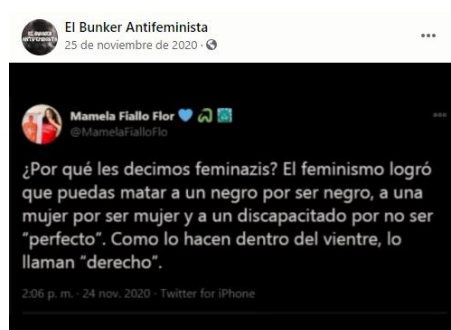 El Bunker Antifeminista
25 de noviembre de 2020 ·
Mamela Fiallo Flor
@MamelaFialloFlo
¿Por qué les decimos feminazis? El feminismo logró
que puedas matar a un negro por ser negro, a una
mujer por ser mujer y a un discapacitado por no ser
“perfecto”. Como lo hacen dentro del vientre, lo
llaman “derecho”.
2:06 p. m. · 24 nov. 2020 · Twitter for iPhone